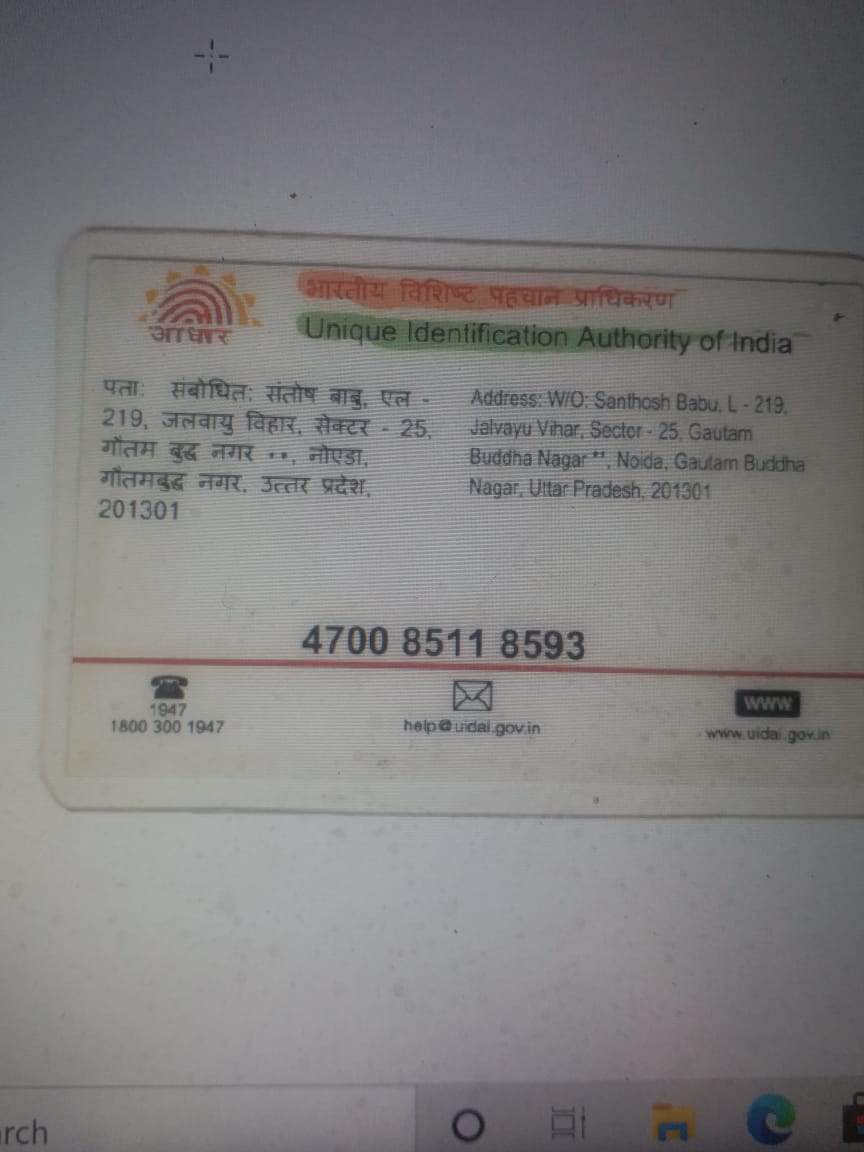 आधार
भारतीय विशिष्ट पहचान प्राधिकरण
Unique Identification Authority of India
पता: संबोधित: संतोष बाबु, एल -
219, जलवायु विहार, सेक्टर - 25,
गौतम बुद्ध नगर **, नोएडा,
गौतमबुद्ध नगर, उत्तर प्रदेश,
201301
Address: W/O: Santhosh Babu, L - 219,
Jalvayu Vihar, Sector - 25, Gautam
Buddha Nagar **, Noida, Gautam Buddha
Nagar, Uttar Pradesh, 201301
4700 8511 8593
1947
1800 300 1947
help@uidai.gov.in
www
www.uidai.gov.in
rch